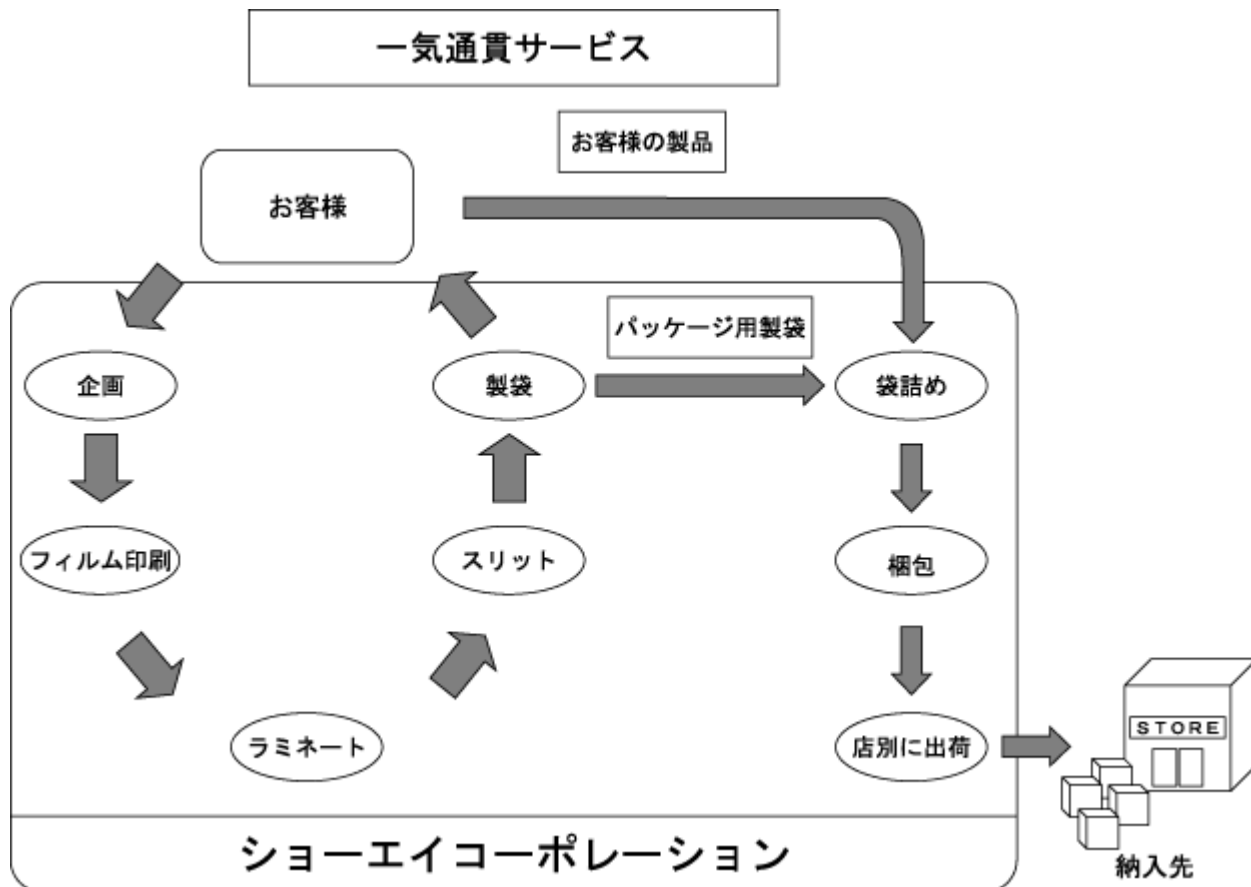 一気通貫サービス
お客様の製品
お客様
パッケージ用製袋
企画
製袋
袋詰め
フィルム印刷
スリット
梱包
ラミネート
店別に出荷
STORE
ショーエイコーポレーション
納入先